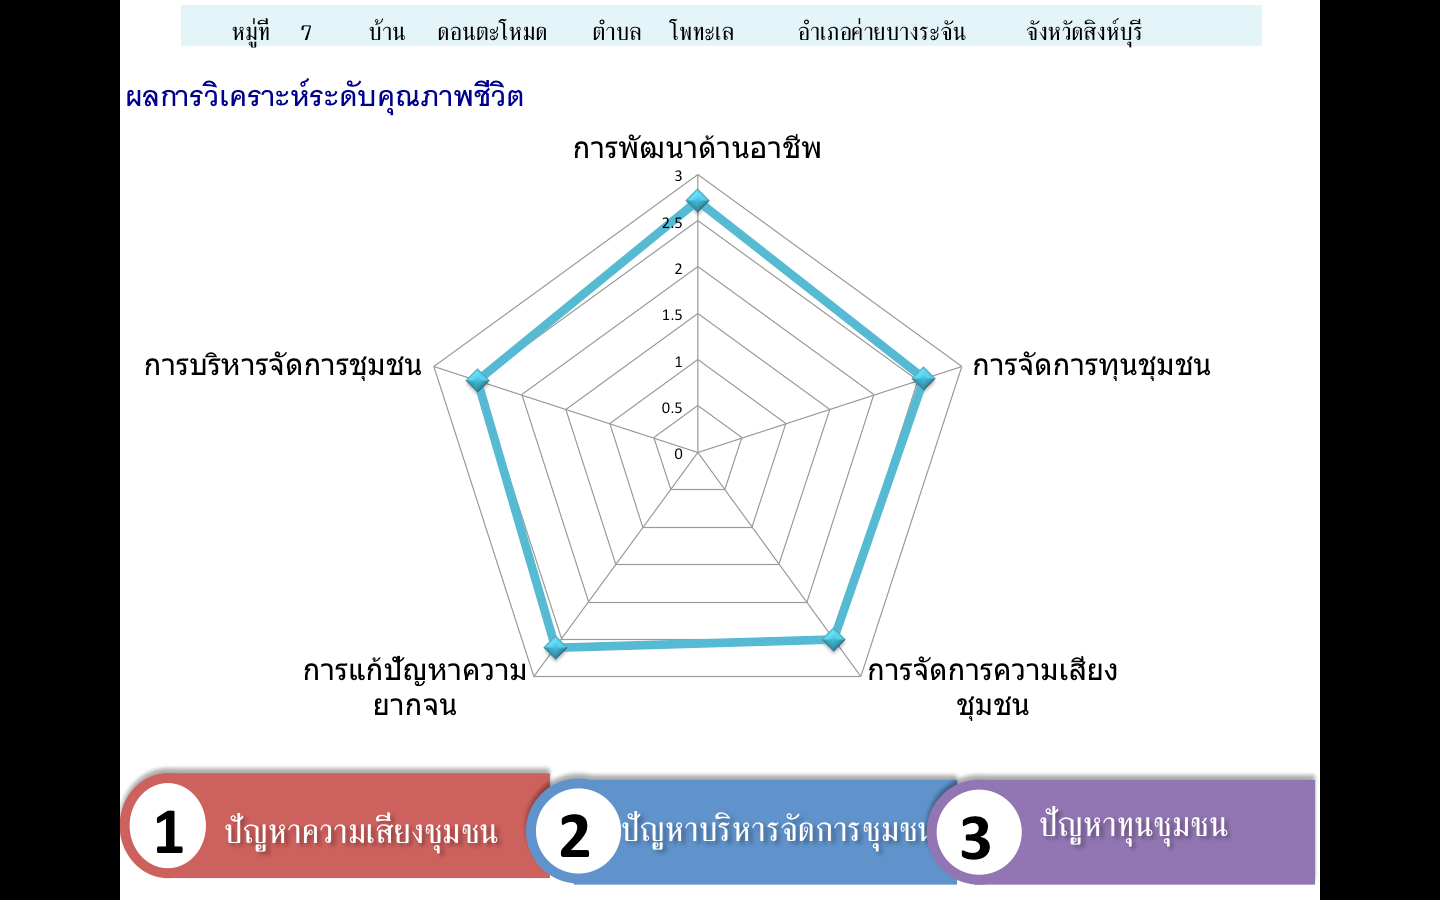 หมู่ที่ 7 บ้าน ดอนตะโหมด ตำบล โพทะเล อำเภอค่ายบางระจัน จังหวัดสิงห์บุรี
ผลการวิเคราะห์ระดับคุณภาพชีวิต
การพัฒนาด้านอาชีพ
3
2.5
2
1.5
1
0.5
0
การบริหารจัดการชุมชน
การจัดการทุนชุมชน
การแก้ปัญหาความ
ยากจน
การจัดการความเสี่ยง
ชุมชน
1 ปัญหาความเสี่ยงชุมชน
2 ปัญหาบริหารจัดการชุมชน
3 ปัญหาทุนชุมชน